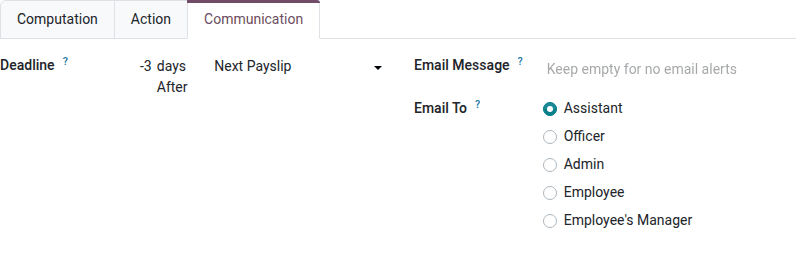 Computation Action Communication
Deadline ? -3 days After Next Payslip
Email Message ? Keep empty for no email alerts
Email To ? Assistant
Officer
Admin
Employee
Employee's Manager